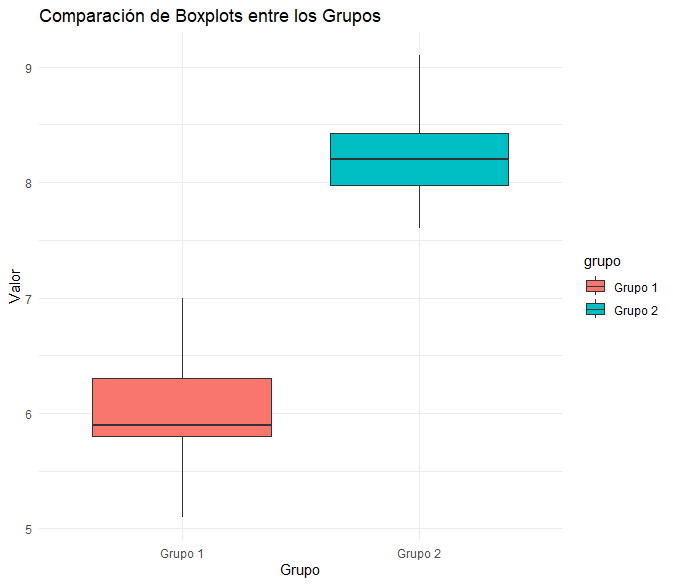 Comparación de Boxplots entre los Grupos
9
8
7
6
5
Valor
Grupo 1
Grupo 2
Grupo
grupo
Grupo 1
Grupo 2